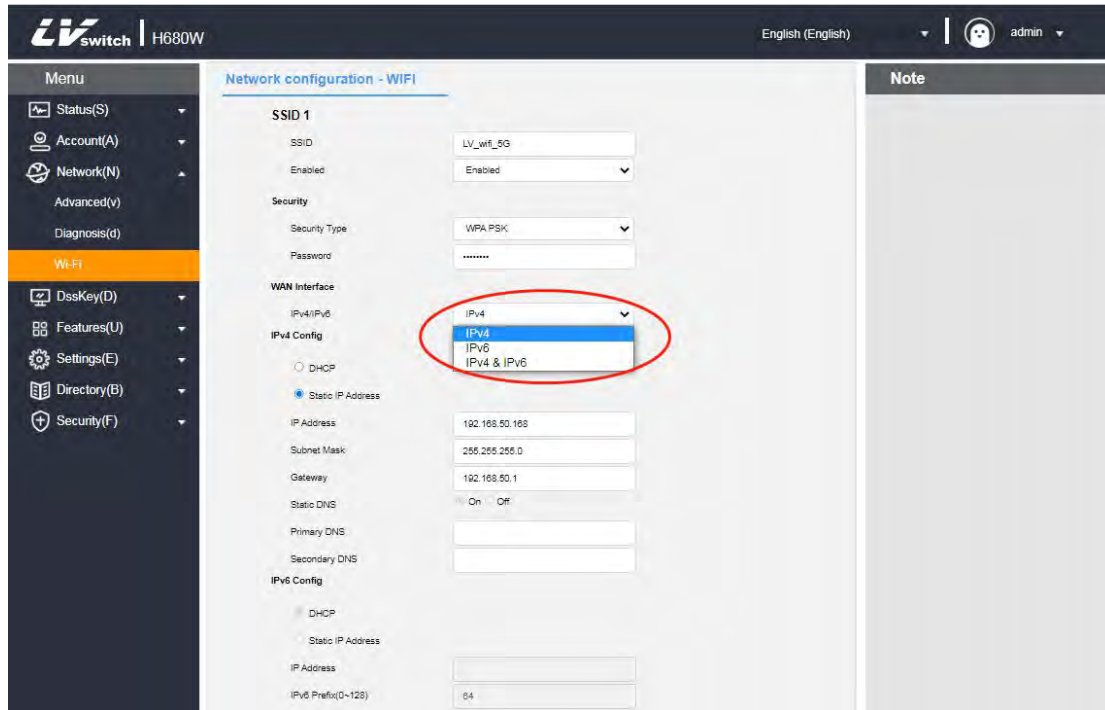 LVswitch H680W English (English) admin
Menu
Status(S)
Account(A)
Network(N)
Advanced(v)
Diagnosis(d)
Wi-Fi
DssKey(D)
Features(U)
Settings(E)
Directory(B)
Security(F)
Network configuration - WIFI
SSID 1
SSID LV_wifi_5G
Enabled Enabled
Security
Security Type WPA PSK
Password ••••••••
WAN Interface
IPv4/IPv6 IPv4
IPv4
IPv6
IPv4 & IPv6
IPv4 Config
DHCP
Static IP Address
IP Address 192.168.50.168
Subnet Mask 255.255.255.0
Gateway 192.168.50.1
Static DNS On Off
Primary DNS
Secondary DNS
IPv6 Config
DHCP
Static IP Address
IP Address
IPv6 Prefix(0~128) 64
Note